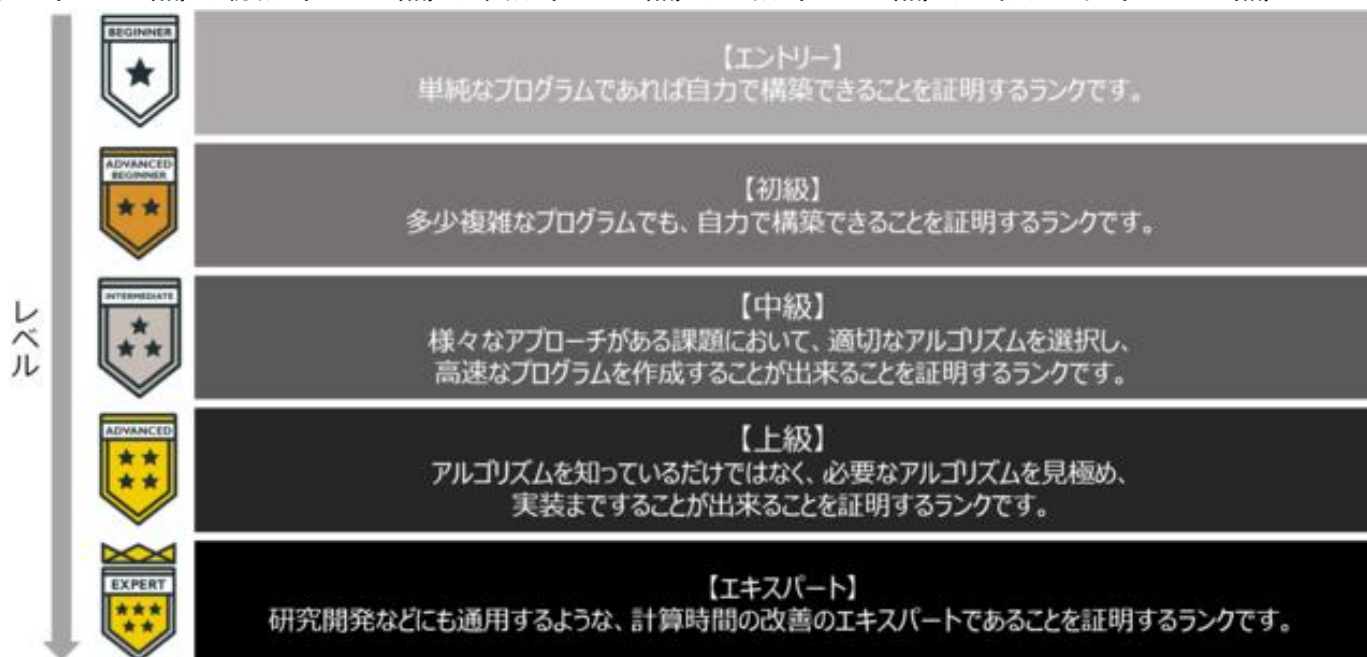 BEGINNER
【エントリー】
単純なプログラムであれば自力で構築できることを証明するランクです。
ADVANCED
BEGINNER
【初級】
多少複雑なプログラムでも、自力で構築できることを証明するランクです。
レベル
INTERMEDIATE
【中級】
様々なアプローチがある課題において、適切なアルゴリズムを選択し、
高速なプログラムを作成することが出来ることを証明するランクです。
ADVANCED
【上級】
アルゴリズムを知っているだけではなく、必要なアルゴリズムを見極め、
実装まですることが出来ることを証明するランクです。
EXPERT
【エキスパート】
研究開発などにも通用するような、計算時間の改善のエキスパートであることを証明するランクです。